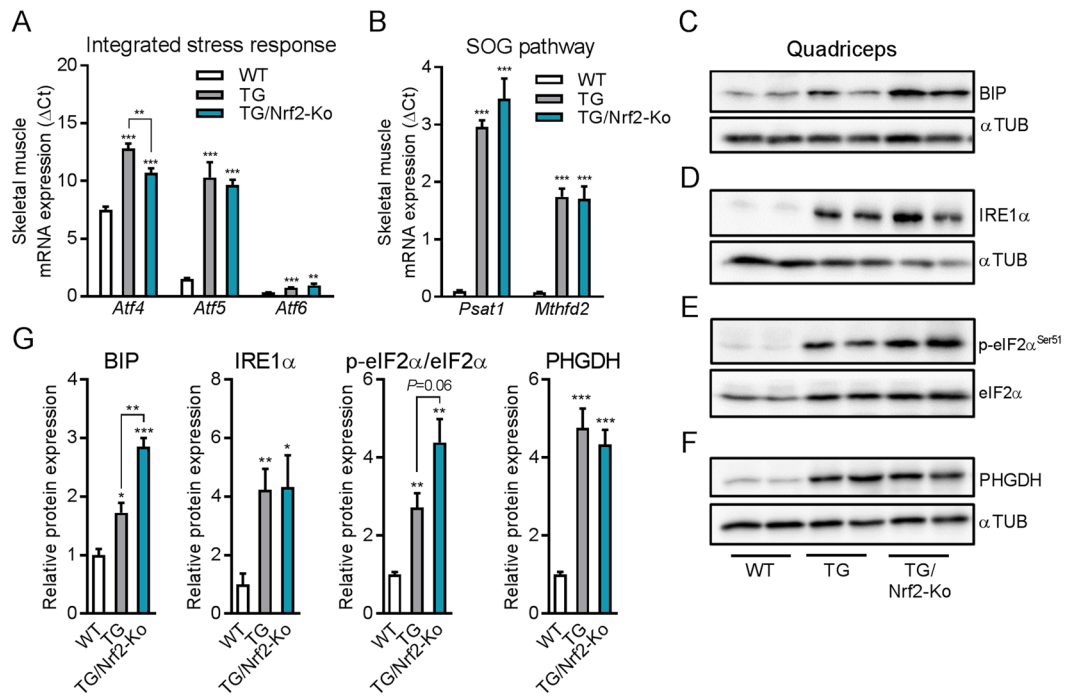 A
Integrated stress response
Skeletal muscle
mRNA expression (ΔCt)
20
15
10
5
0
WT
TG
TG/Nrf2-Ko
***
**
***
***
***
***
**
Atf4
Atf5
Atf6
B
SOG pathway
Skeletal muscle
mRNA expression (ΔCt)
4
3
2
1
0
WT
TG
TG/Nrf2-Ko
***
***
***
***
Psat1
Mthfd2
C
Quadriceps
BIP
αTUB
D
IRE1α
αTUB
E
p-eIF2αSer51
eIF2α
F
PHGDH
αTUB
WT
TG
TG/
Nrf2-Ko
G
BIP
Relative protein expression
4
3
2
1
0
*
**
***
WT
TG
TG/Nrf2-Ko
IRE1α
Relative protein expression
8
6
4
2
0
**
*
WT
TG
TG/Nrf2-Ko
p-eIF2α/eIF2α
Relative protein expression
6
4
2
0
P=0.06
**
**
WT
TG
TG/Nrf2-Ko
PHGDH
Relative protein expression
6
4
2
0
***
***
WT
TG
TG/Nrf2-Ko